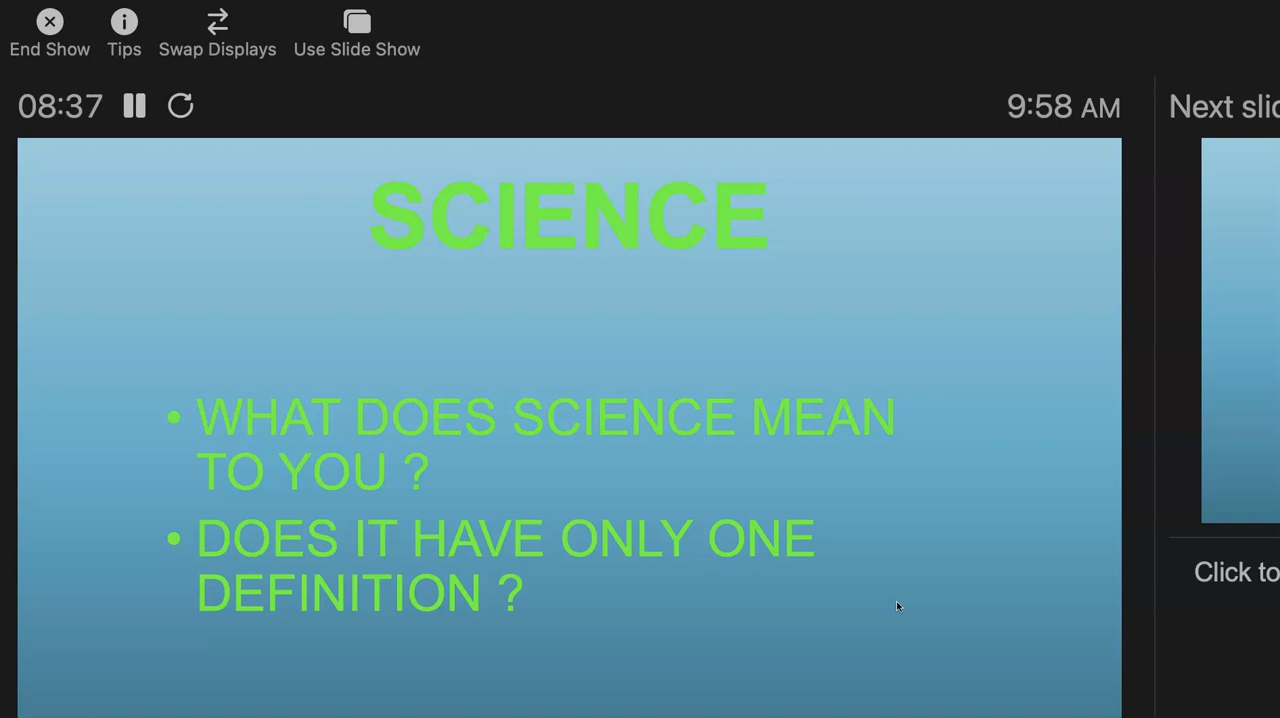 End Show Tips Swap Displays Use Slide Show
08:37 9:58 AM Next
SCIENCE
• WHAT DOES SCIENCE MEAN
TO YOU ?
• DOES IT HAVE ONLY ONE
DEFINITION ?
Click to